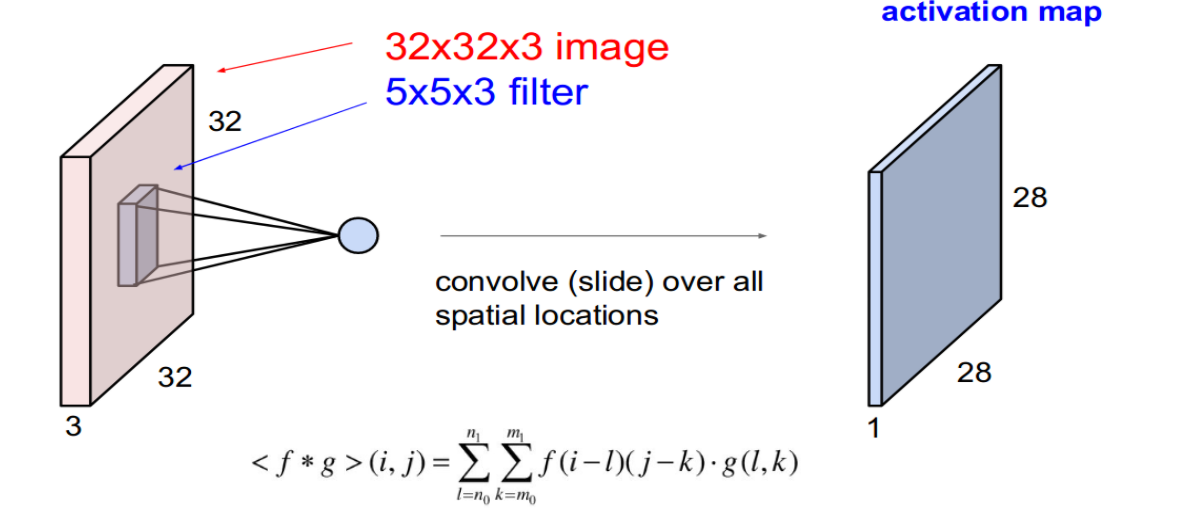 activation map
32x32x3 image
5x5x3 filter
32
28
convolve (slide) over all
spatial locations
32
28
3
1
< f * g > (i, j) = \sum_{l=n_0}^{n_1} \sum_{k=m_0}^{m_1} f(i-l)(j-k)·g(l,k)